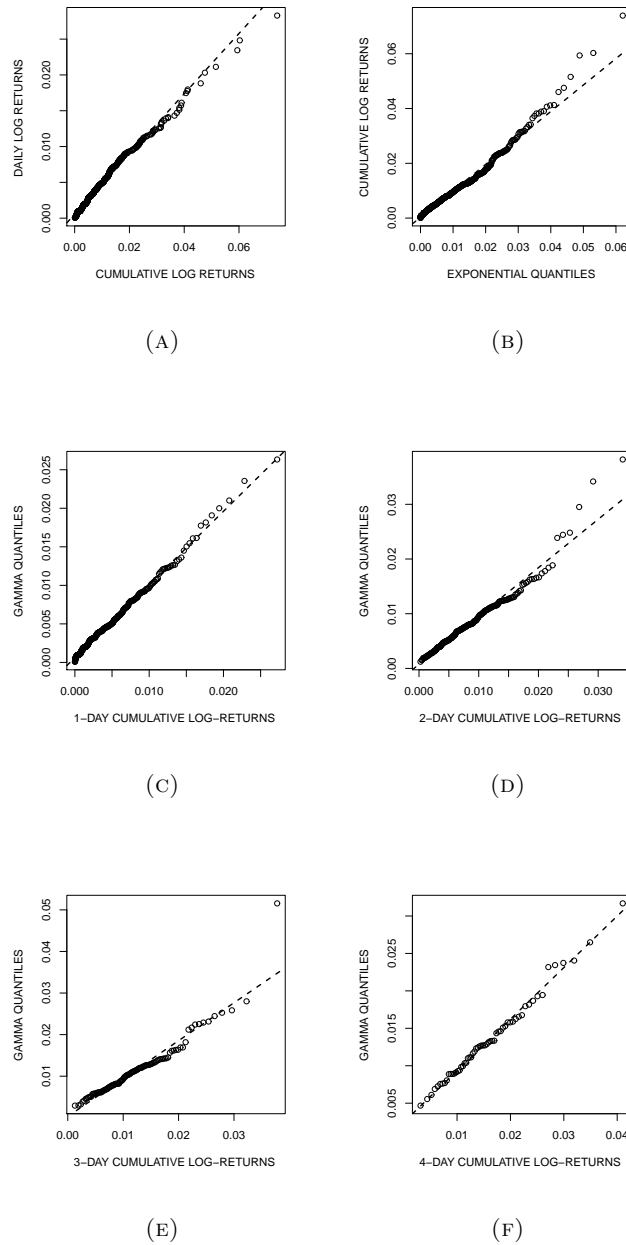 0.020
0.010
0.000
DAILY LOG RETURNS
0.00 0.02 0.04 0.06
CUMULATIVE LOG RETURNS
(A)
0.06
0.04
0.02
0.00
CUMULATIVE LOG RETURNS
0.00 0.01 0.02 0.03 0.04 0.05 0.06
EXPONENTIAL QUANTILES
(B)
0.025
0.020
0.015
0.010
0.005
0.000
GAMMA QUANTILES
0.000 0.010 0.020
1−DAY CUMULATIVE LOG−RETURNS
(C)
0.03
0.02
0.01
0.00
GAMMA QUANTILES
0.000 0.010 0.020 0.030
2−DAY CUMULATIVE LOG−RETURNS
(D)
0.05
0.04
0.03
0.02
0.01
GAMMA QUANTILES
0.00 0.01 0.02 0.03
3−DAY CUMULATIVE LOG−RETURNS
(E)
0.025
0.015
0.005
GAMMA QUANTILES
0.01 0.02 0.03 0.04
4−DAY CUMULATIVE LOG−RETURNS
(F)